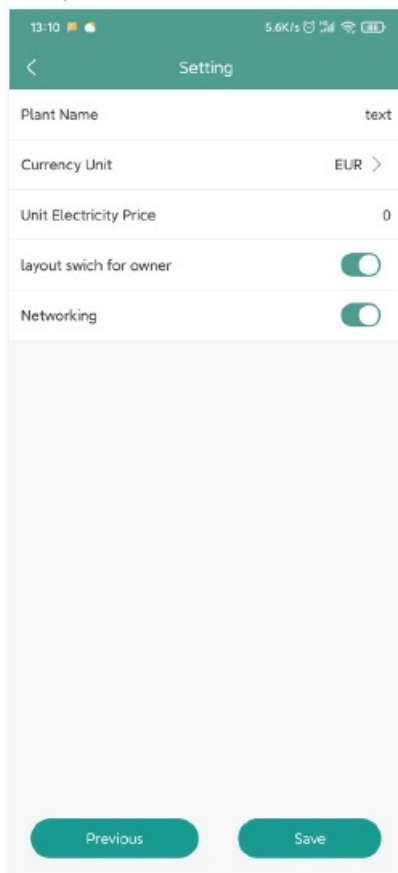 13:10 5.6K/s
Setting
Plant Name text
Currency Unit EUR >
Unit Electricity Price 0
layout swich for owner
Networking
Previous Save